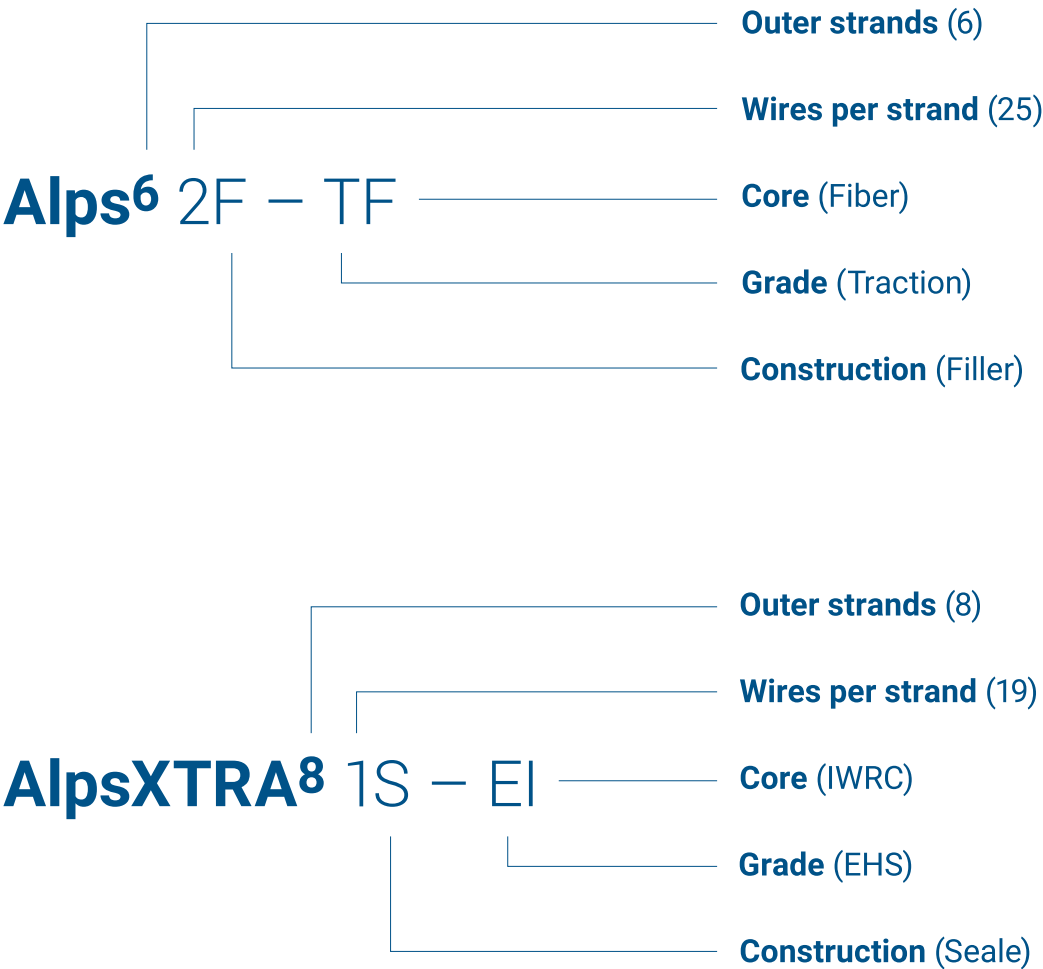 Outer strands (6)
Wires per strand (25)
Alps⁶ 2F – TF
Core (Fiber)
Grade (Traction)
Construction (Filler)
Outer strands (8)
Wires per strand (19)
AlpsXTRA⁸ 1S – EI
Core (IWRC)
Grade (EHS)
Construction (Seale)